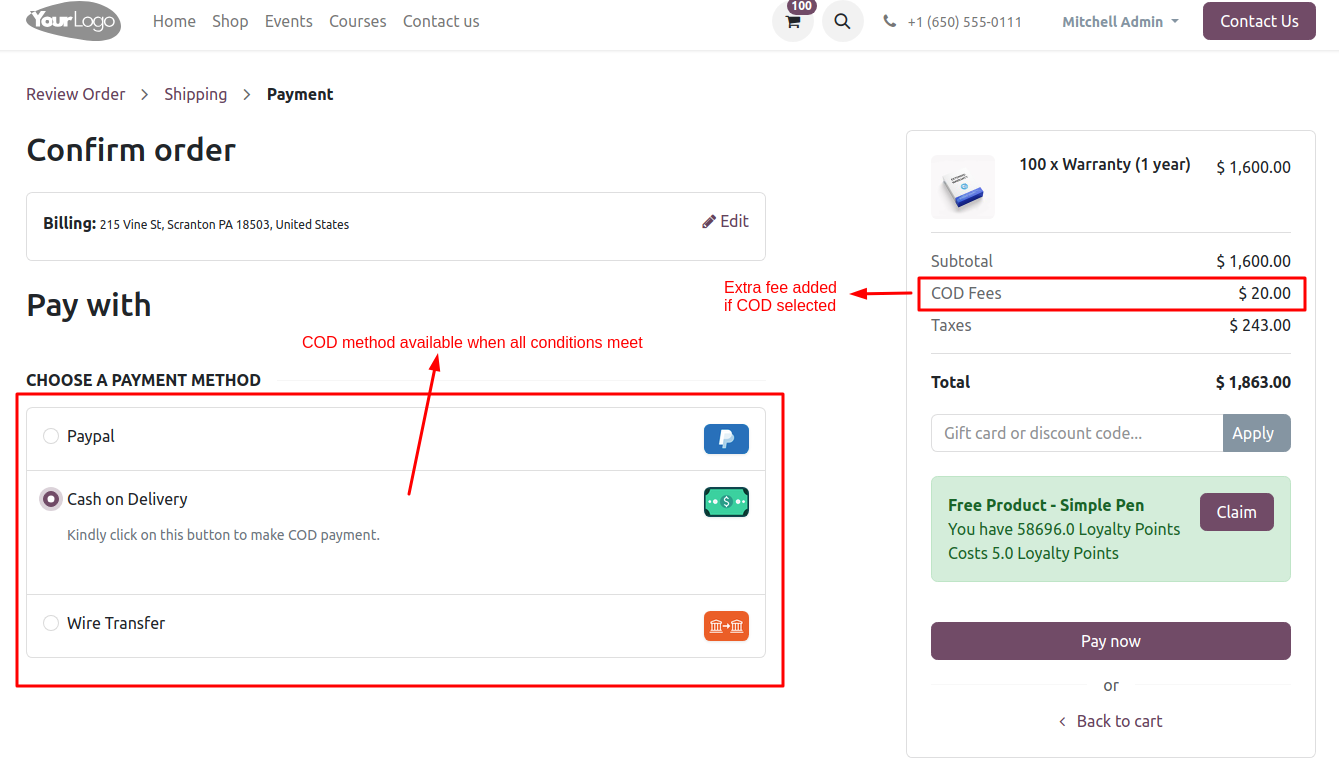 YourLogo
Home Shop Events Courses Contact us
100
+1 (650) 555-0111
Mitchell Admin
Contact Us
Review Order > Shipping > Payment
Confirm order
Billing: 215 Vine St, Scranton PA 18503, United States
Edit
Pay with
COD method available when all conditions meet
CHOOSE A PAYMENT METHOD
Paypal
Cash on Delivery
Kindly click on this button to make COD payment.
Wire Transfer
Extra fee added
if COD selected
100 x Warranty (1 year) $ 1,600.00
Subtotal $ 1,600.00
COD Fees $ 20.00
Taxes $ 243.00
Total $ 1,863.00
Gift card or discount code... Apply
Free Product - Simple Pen
You have 58696.0 Loyalty Points
Costs 5.0 Loyalty Points
Claim
Pay now
or
< Back to cart